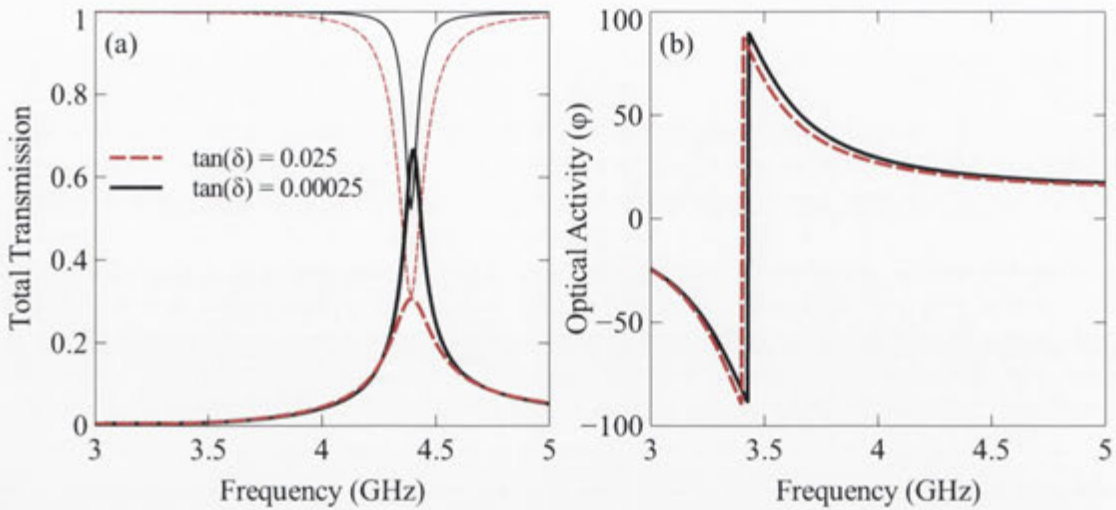 (a)
1
0.8
0.6
0.4
0.2
0
Total Transmission
tan(δ) = 0.025
tan(δ) = 0.00025
3
3.5
4
4.5
5
Frequency (GHz)
(b)
100
50
0
−50
−100
Optical Activity (φ)
3
3.5
4
4.5
5
Frequency (GHz)